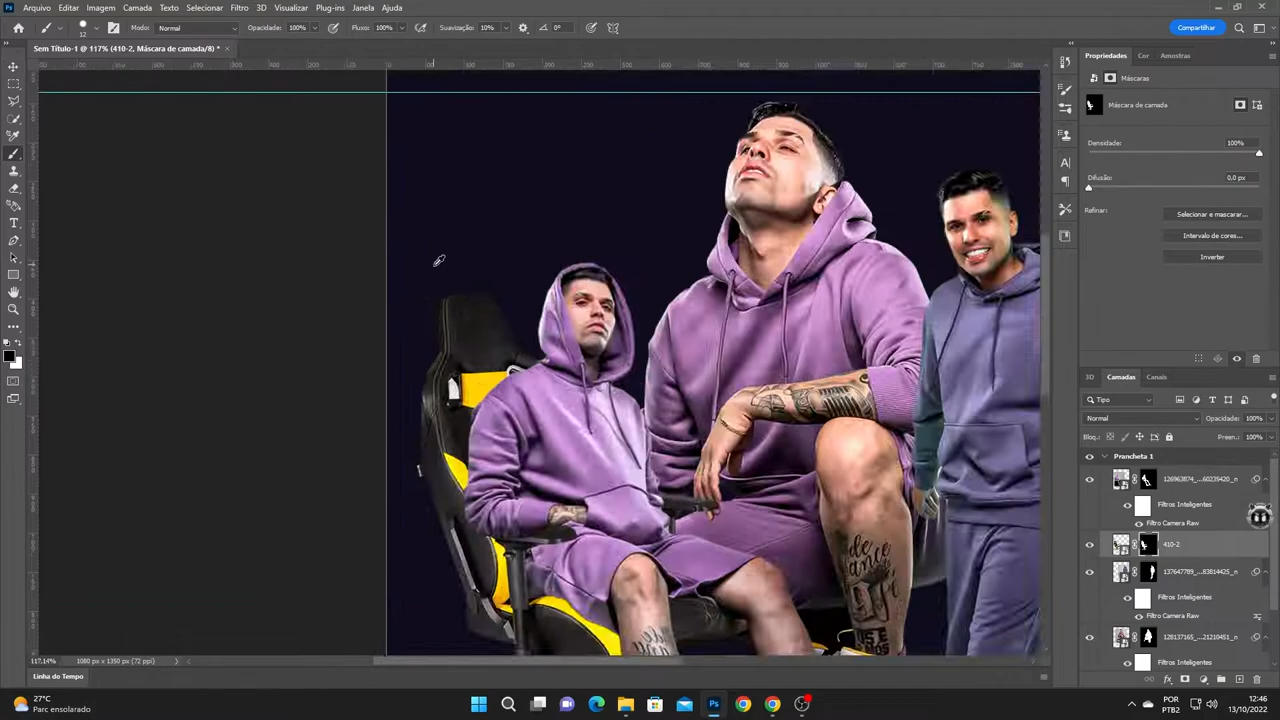 Arquivo Editar Imagem Camada Texto Selecionar Filtro 3D Visualizar Plug-ins Janela Ajuda
12 Modo: Normal Opacidade: 100% Fluxo: 100% Suavização: 10% 0° Compartilhar
Sem Título-1 @ 117% (410-2, Máscara de camada/8) *
Propriedades Cor Amostras
Máscaras
Máscara de camada
Densidade: 100%
Difusão: 0,0 px
Refinar: Selecionar e mascarar...
Intervalo de cores...
Inverter
3D Camadas Canais
Tipo
Normal Opacidade: 100%
Bloq.: Preen.: 100%
Prancheta 1
126963874_...60239420_n
Filtros Inteligentes
Filtro Camera Raw
410-2
137647789_...83814425_n
Filtros Inteligentes
Filtro Camera Raw
128137165_...21210451_n
Filtros Inteligentes
117,14% 1080 px x 1350 px (72 ppi)
Linha do Tempo
27°C
Parc ensolarado
POR
PTB2
12:46
13/10/2022